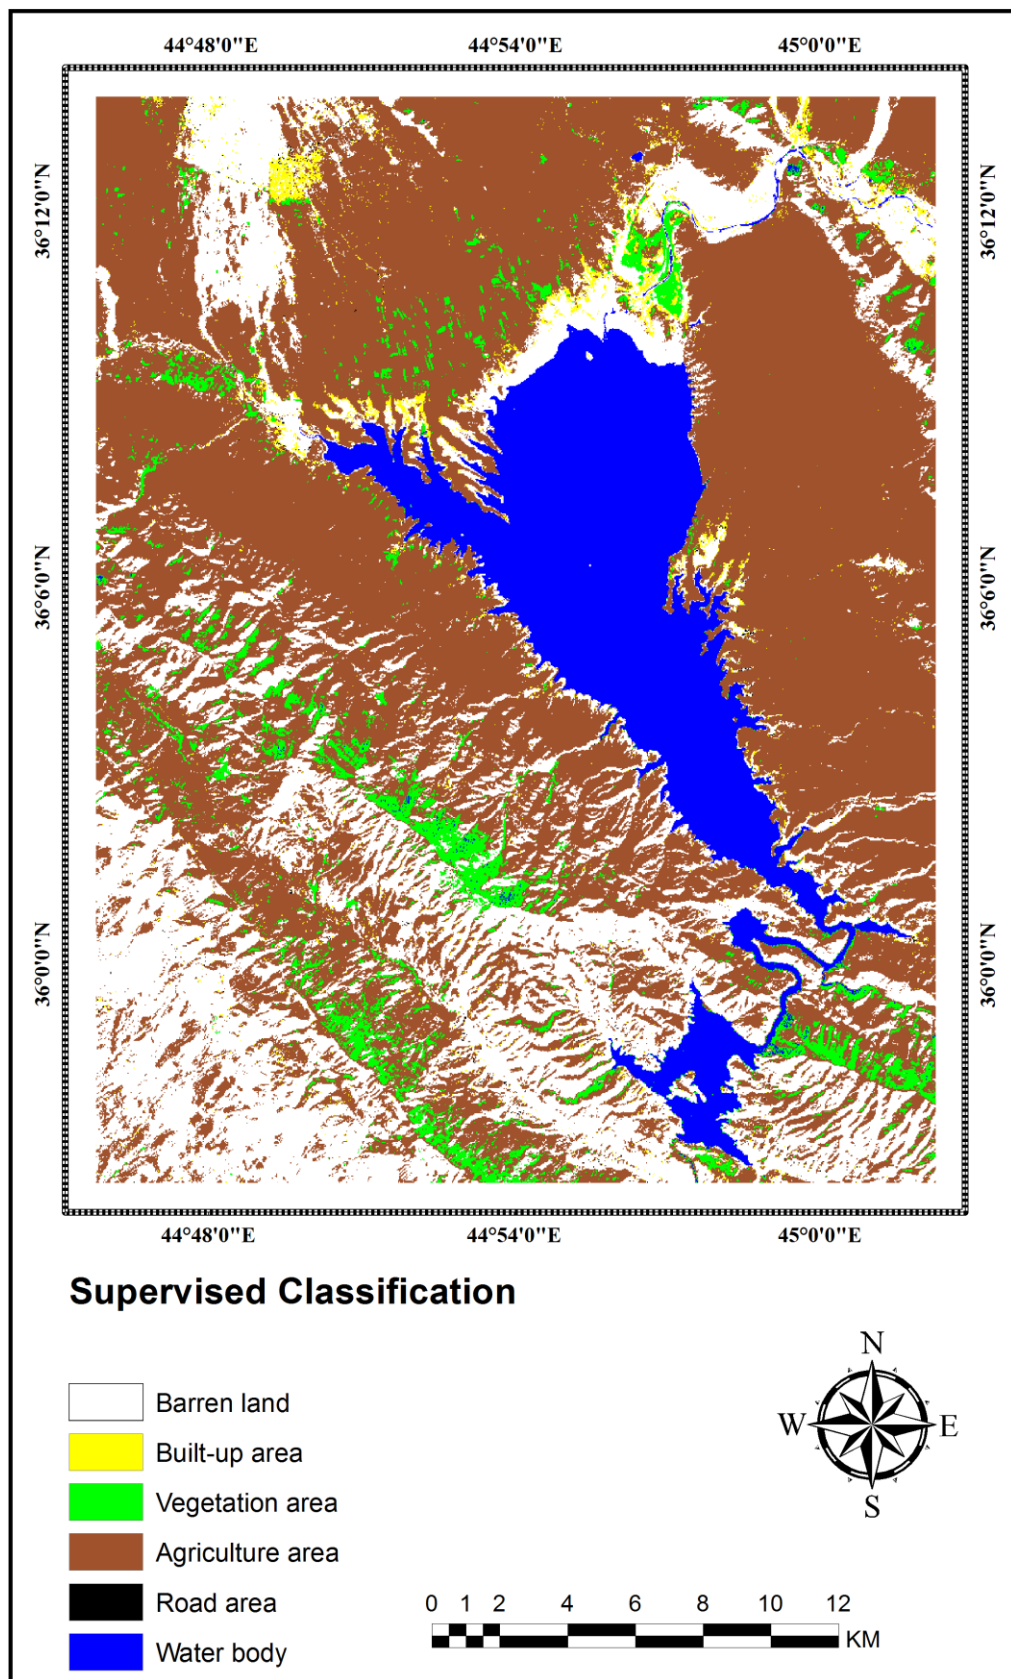 44°48'0"E 44°54'0"E 45°0'0"E
36°12'0"N 36°12'0"N
36°6'0"N 36°6'0"N
36°0'0"N 36°0'0"N
44°48'0"E 44°54'0"E 45°0'0"E
Supervised Classification
Barren land
Built-up area
Vegetation area
Agriculture area
Road area
Water body
N
W E
S
0 1 2 4 6 8 10 12
KM